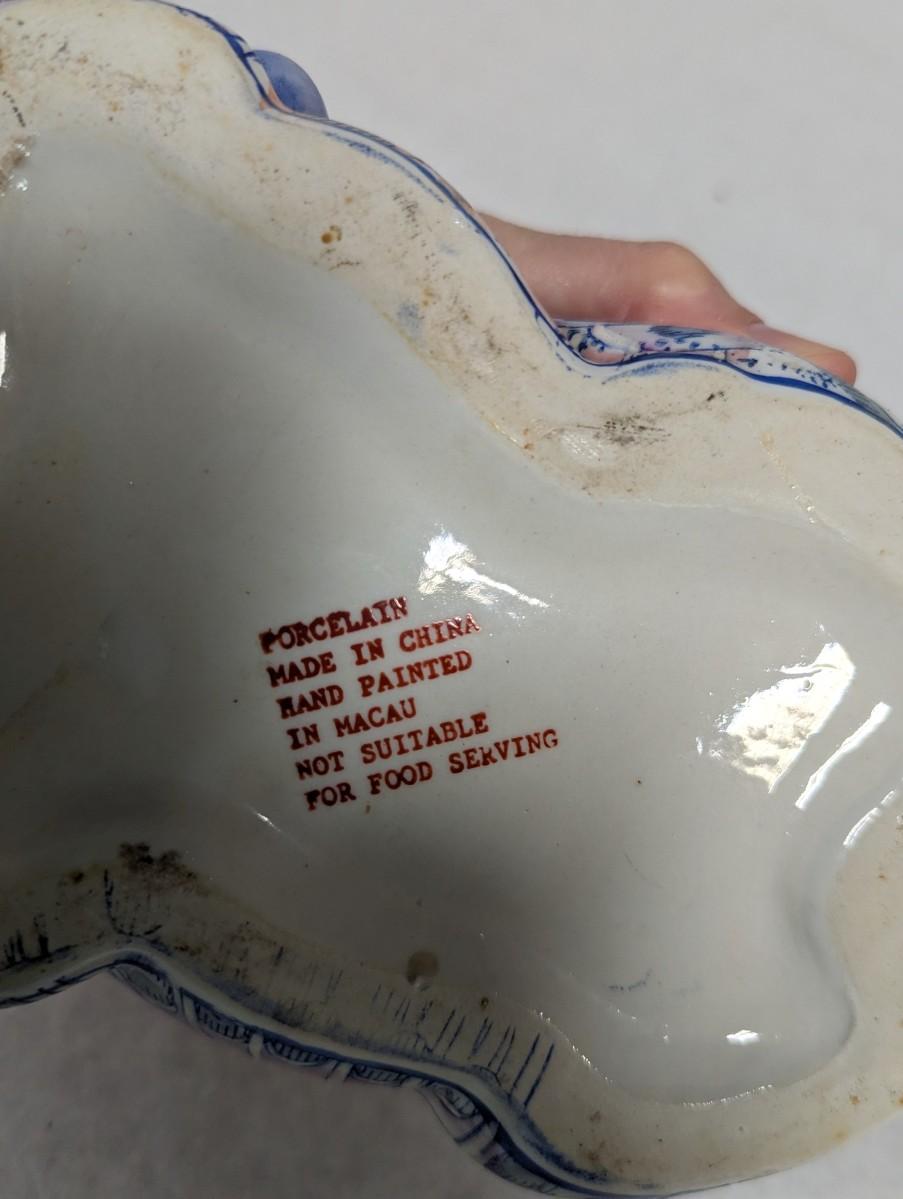 PORCELAIN
MADE IN CHINA
HAND PAINTED
IN MACAU
NOT SUITABLE
FOR FOOD SERVING